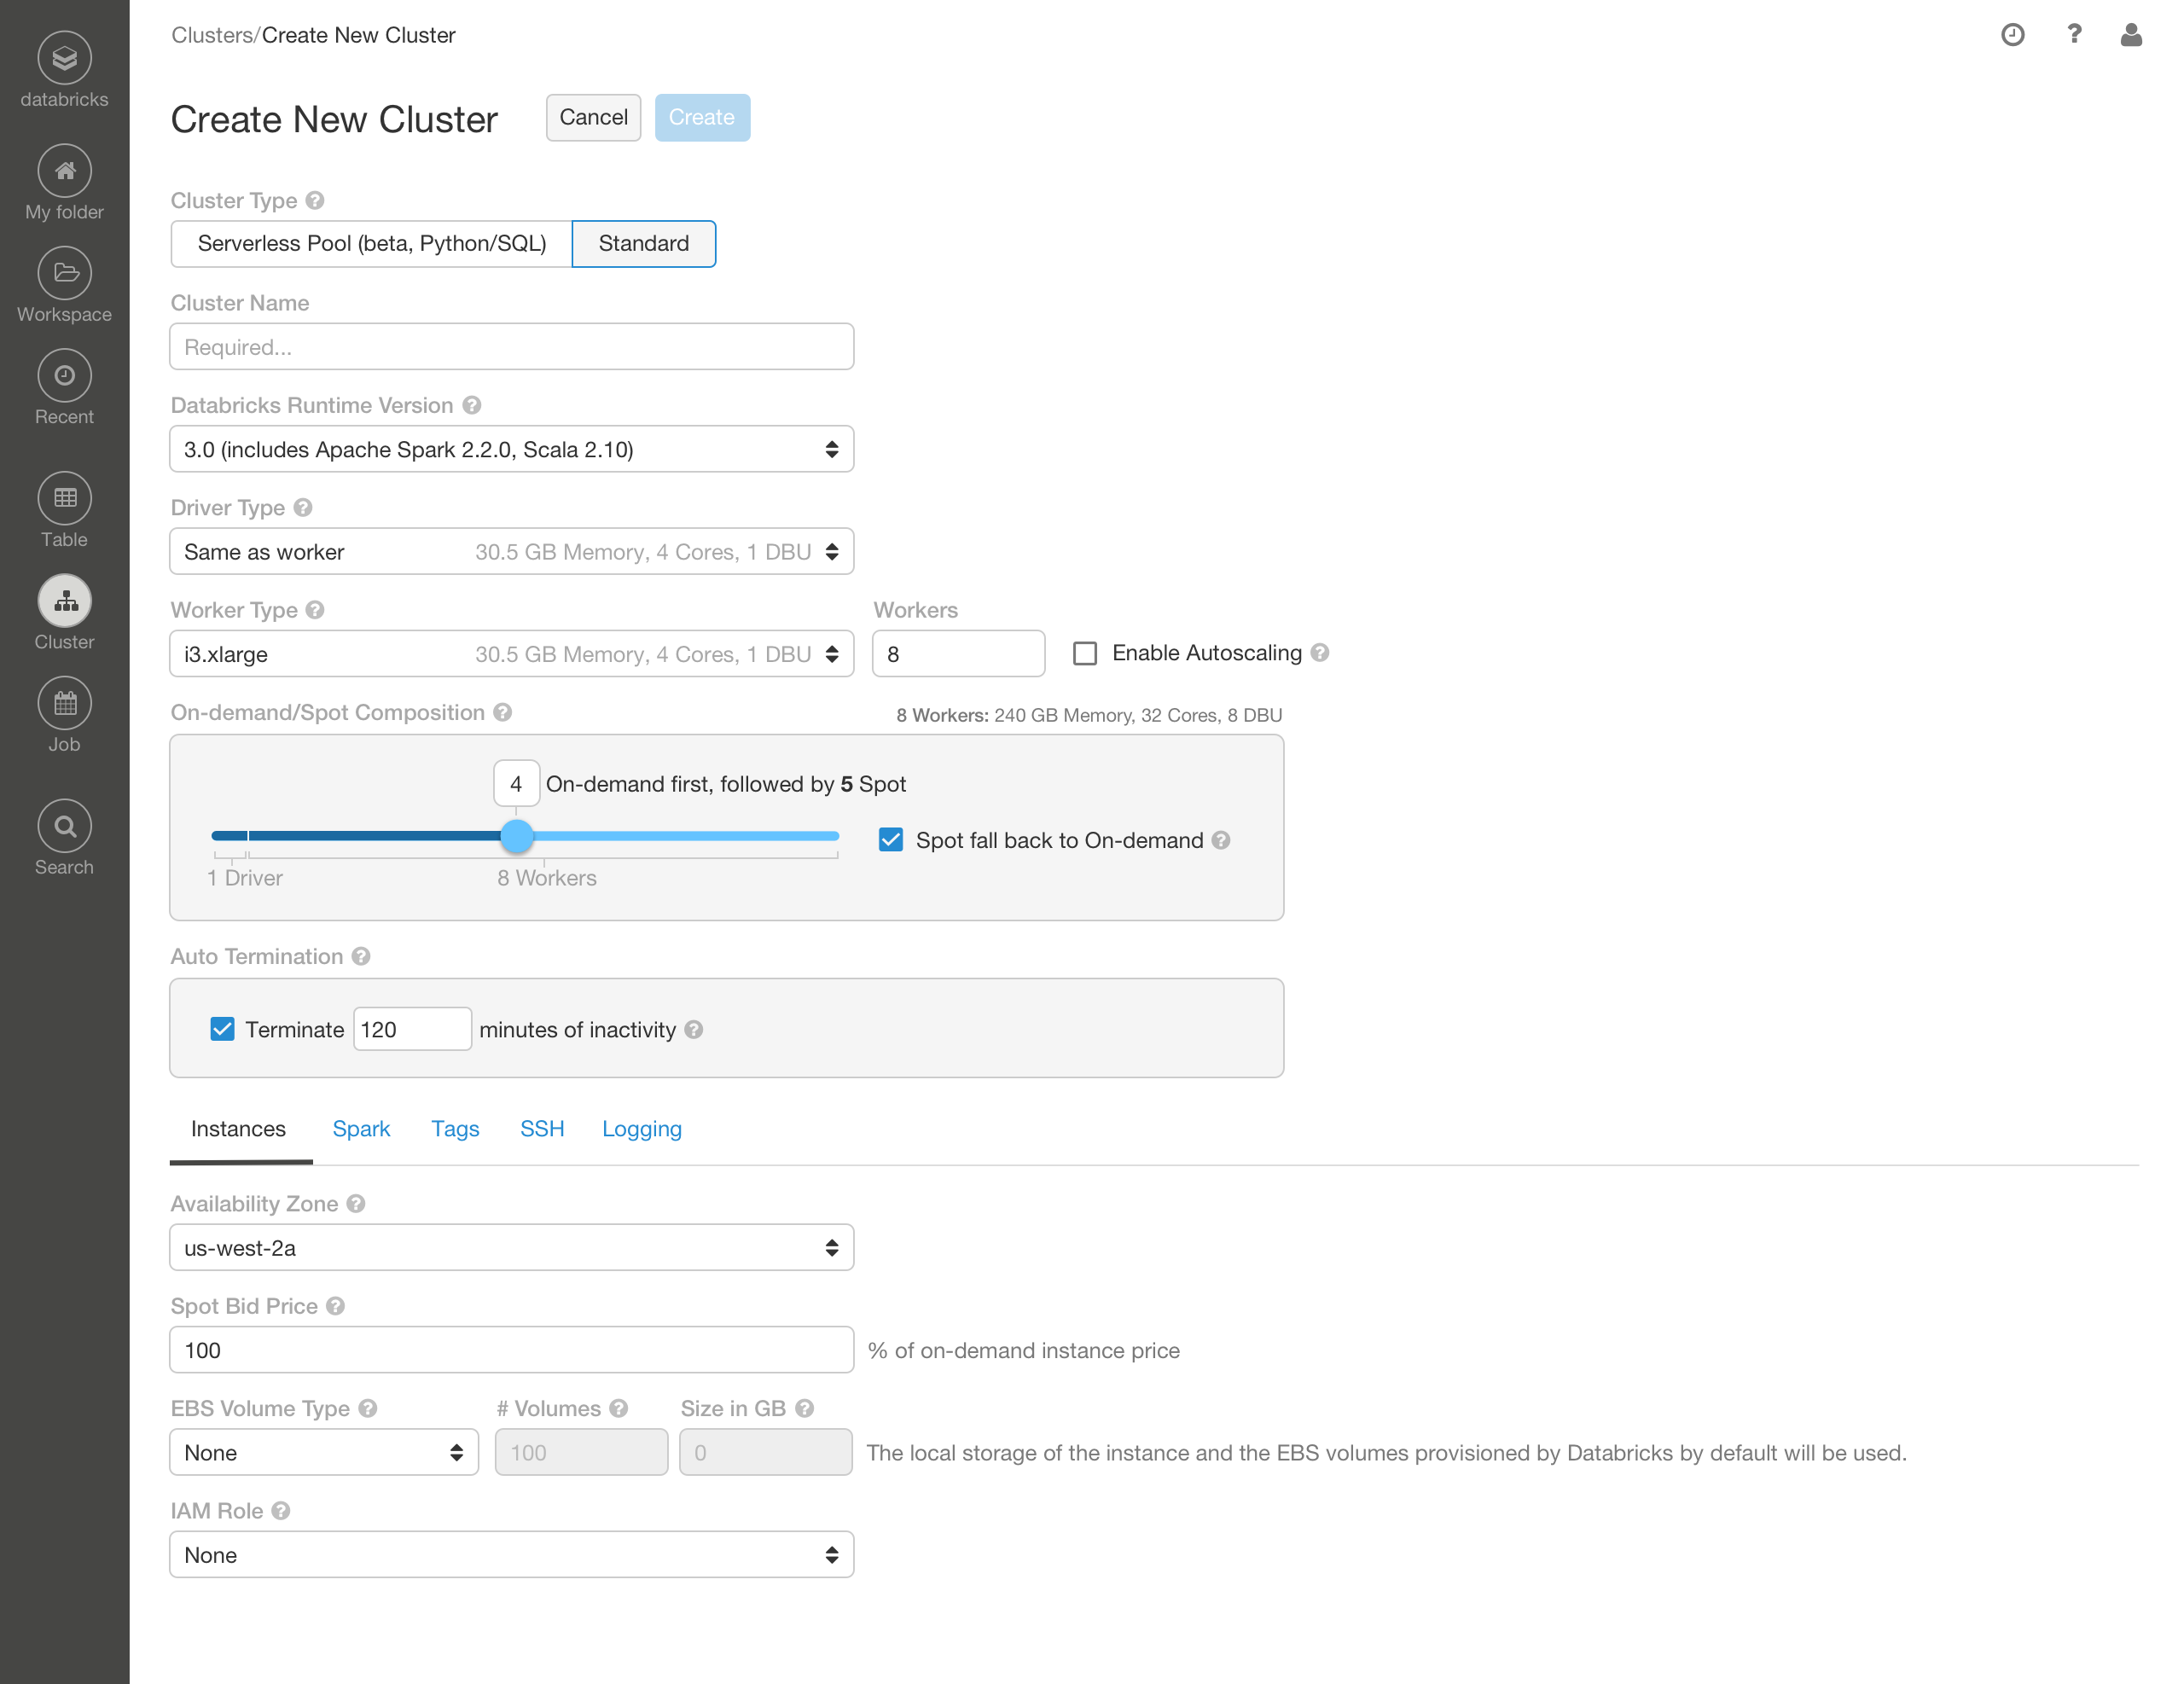 databricks
My folder
Workspace
Recent
Table
Cluster
Job
Search
Clusters/Create New Cluster
?
Create New Cluster
Cancel
Create
Cluster Type ?
Serverless Pool (beta, Python/SQL)
Standard
Cluster Name
Required...
Databricks Runtime Version ?
3.0 (includes Apache Spark 2.2.0, Scala 2.10)
Driver Type ?
Same as worker 30.5 GB Memory, 4 Cores, 1 DBU
Worker Type ?
Workers
i3.xlarge 30.5 GB Memory, 4 Cores, 1 DBU
8
Enable Autoscaling ?
On-demand/Spot Composition ?
8 Workers: 240 GB Memory, 32 Cores, 8 DBU
4 On-demand first, followed by 5 Spot
Spot fall back to On-demand ?
1 Driver
8 Workers
Auto Termination ?
Terminate 120 minutes of inactivity ?
Instances
Spark
Tags
SSH
Logging
Availability Zone ?
us-west-2a
Spot Bid Price ?
100 % of on-demand instance price
EBS Volume Type ?
# Volumes ?
Size in GB ?
None
100
0
The local storage of the instance and the EBS volumes provisioned by Databricks by default will be used.
IAM Role ?
None